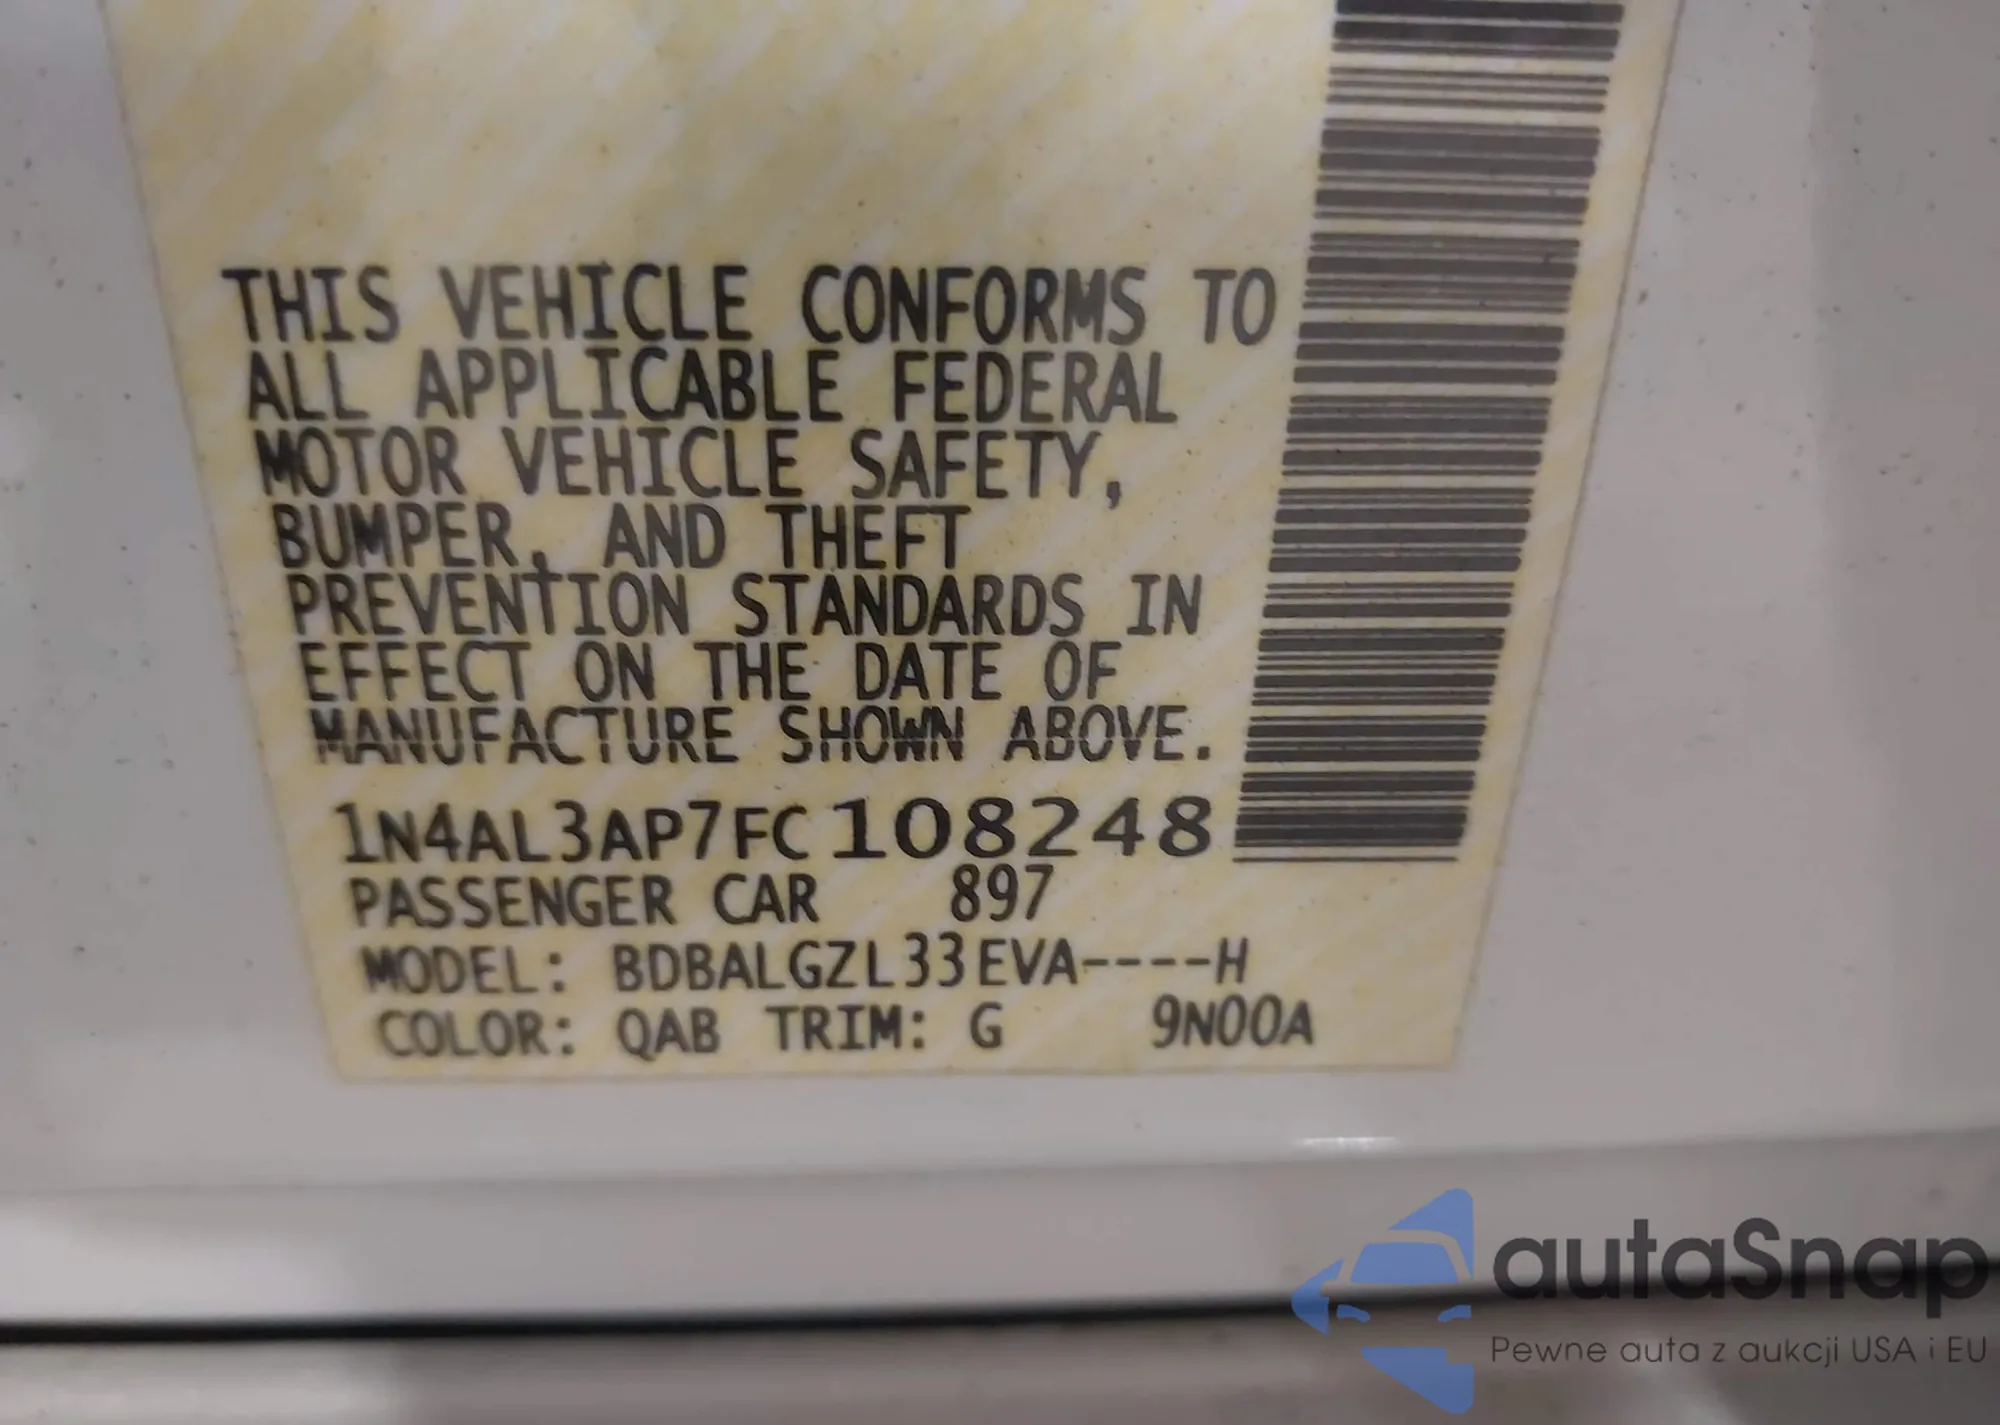 THIS VEHICLE CONFORMS TO
ALL APPLICABLE FEDERAL
MOTOR VEHICLE SAFETY,
BUMPER, AND THEFT
PREVENTION STANDARDS IN
EFFECT ON THE DATE OF
MANUFACTURE SHOWN ABOVE.
1N4AL3AP7FC108248
PASSENGER CAR 897
MODEL: BDBALGZL33EVA----H
COLOR: QAB TRIM: G 9N00A
autaSnap
Pewne auta z aukcji USA i EU